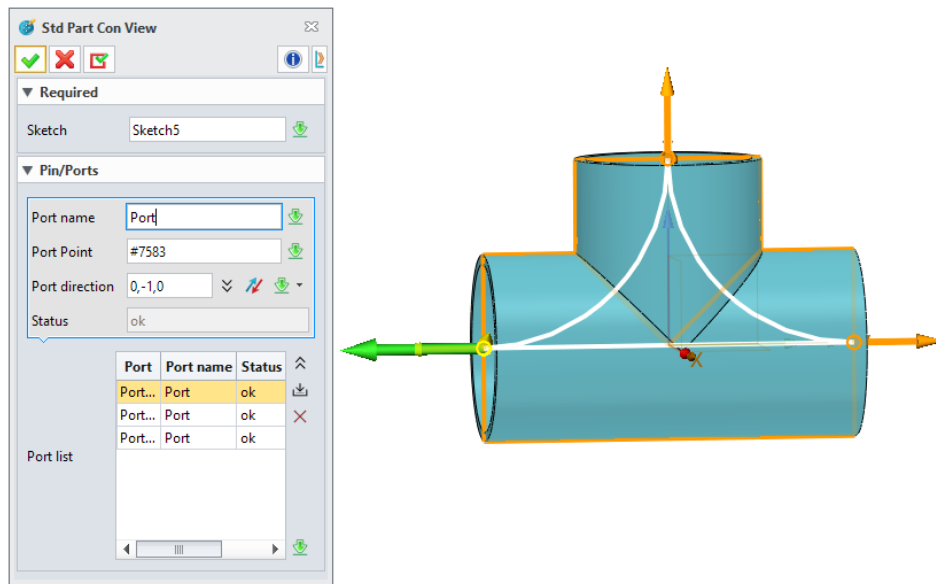 Std Part Con View
Required
Sketch Sketch5
Pin/Ports
Port name Port
Port Point #7583
Port direction 0,-1,0
Status ok
Port Port name Status
Port... Port ok
Port... Port ok
Port... Port ok
Port list
X